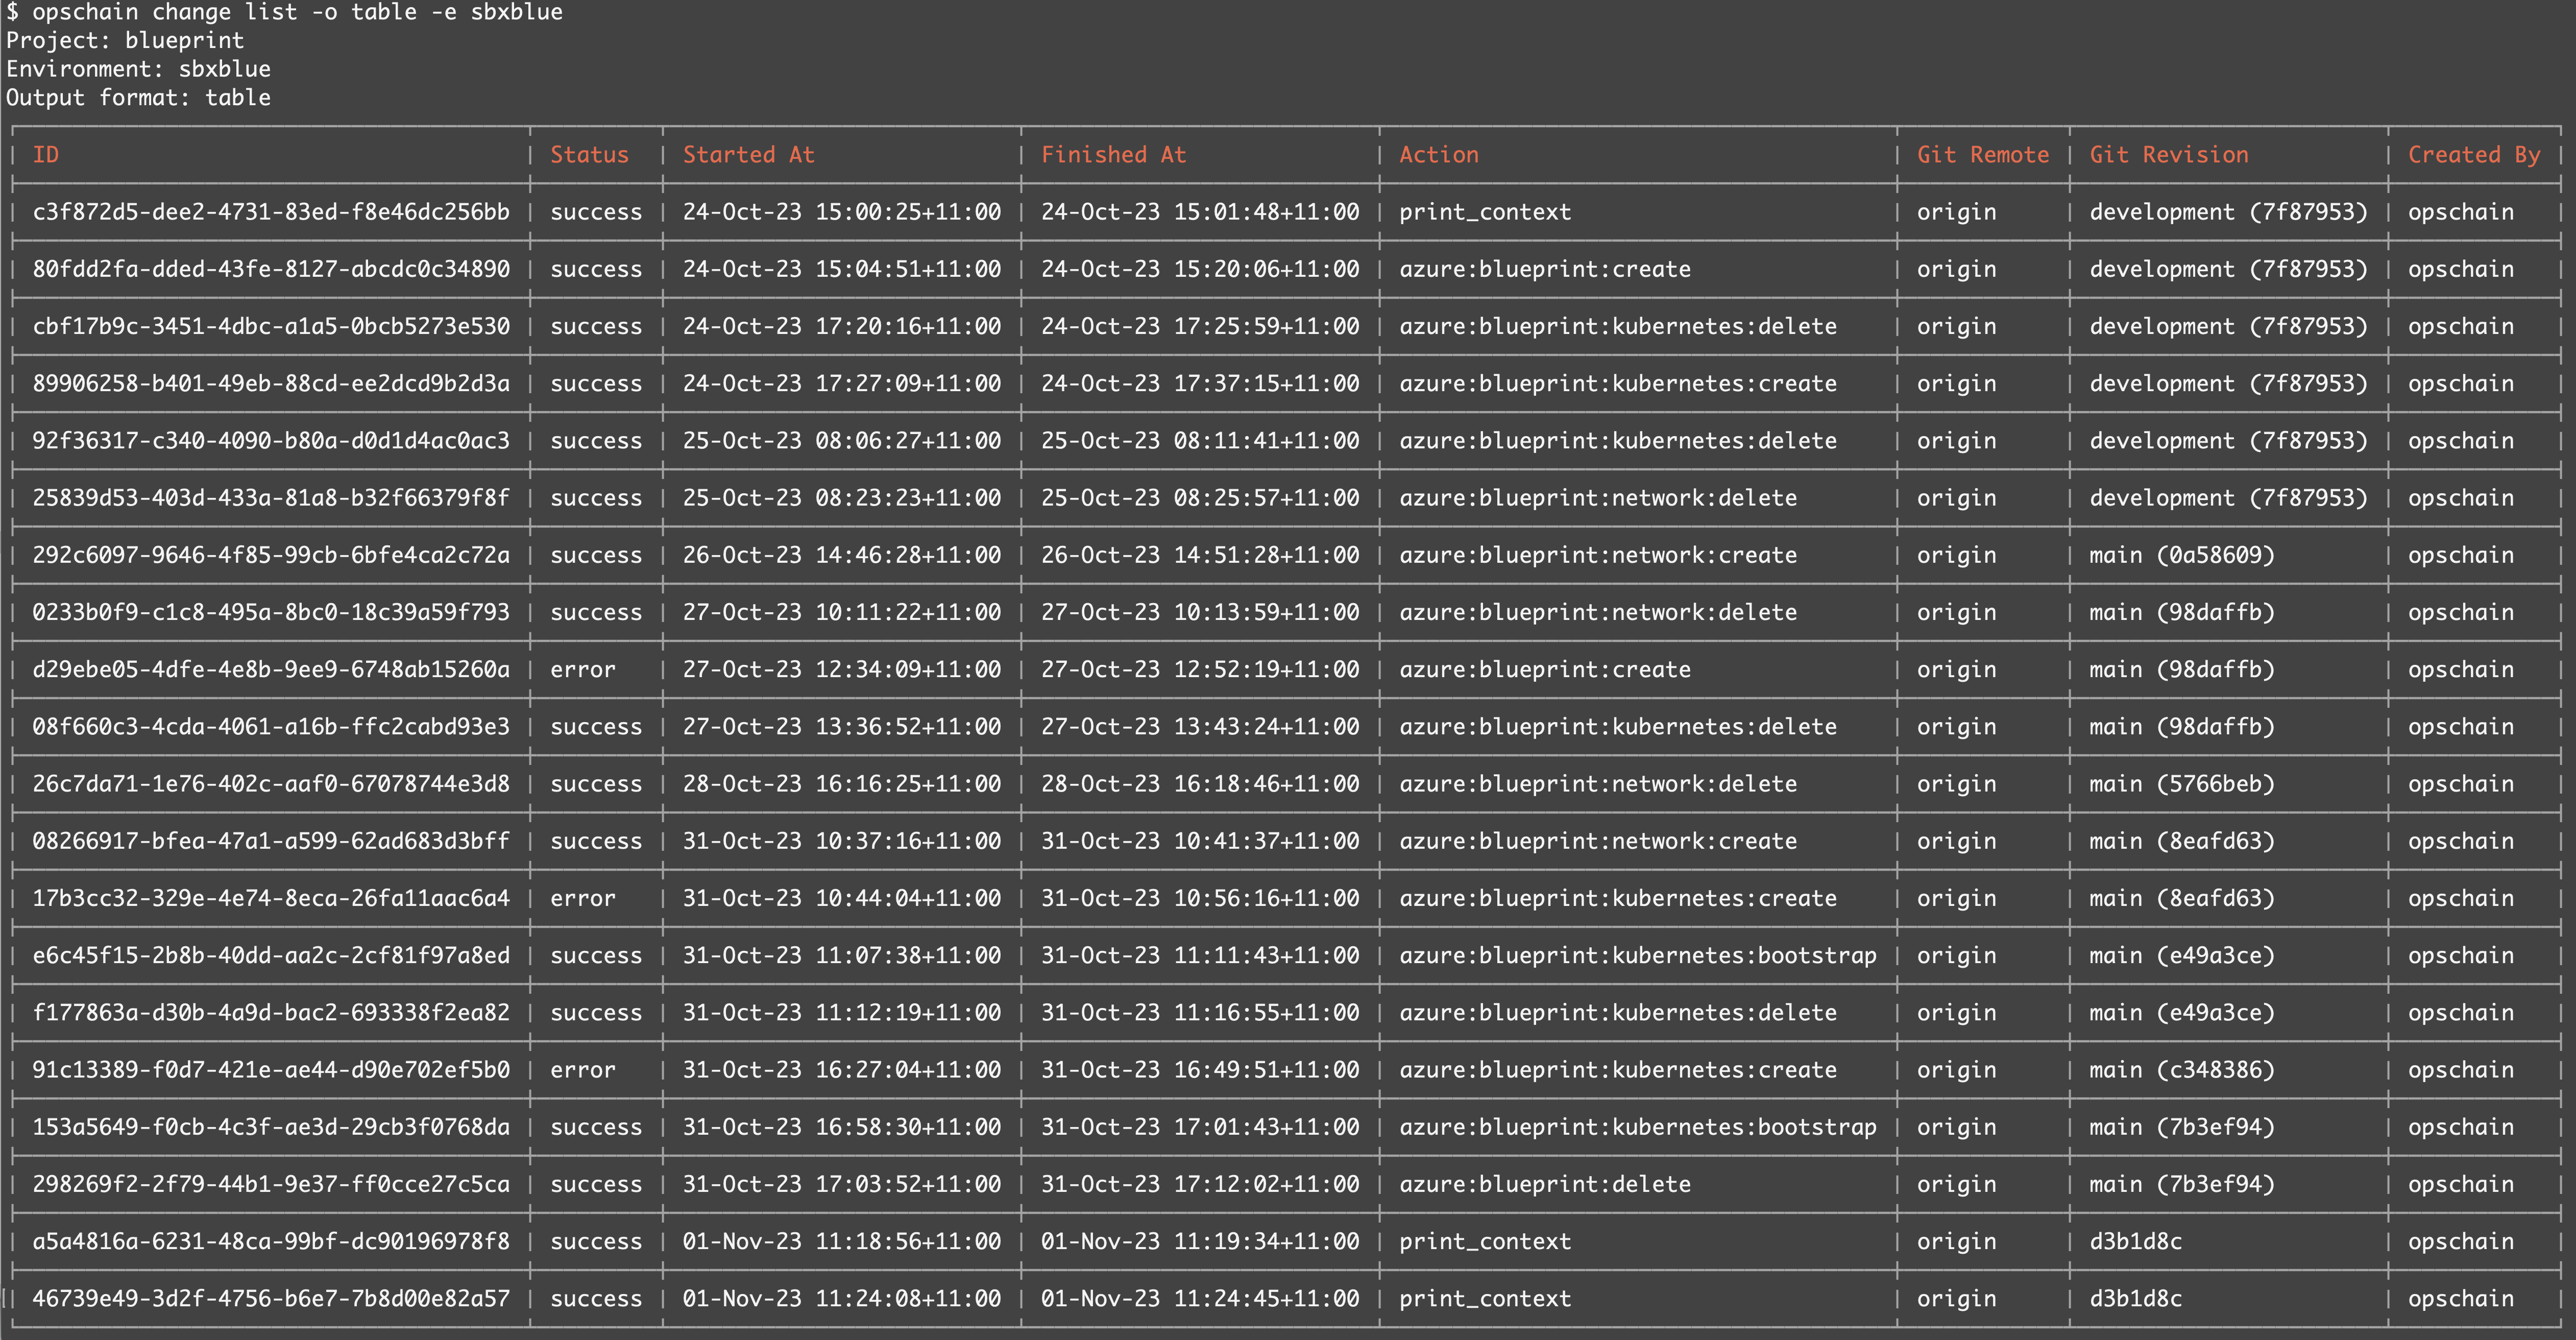 $ opschain change list -o table -e sbxblue
Project: blueprint
Environment: sbxblue
Output format: table
ID Status Started At Finished At Action Git Remote Git Revision Created By
c3f872d5-dee2-4731-83ed-f8e46dc256bb success 24-Oct-23 15:00:25+11:00 24-Oct-23 15:01:48+11:00 print_context origin development (7f87953) opschain
80fdd2fa-dded-43fe-8127-abcdc0c34890 success 24-Oct-23 15:04:51+11:00 24-Oct-23 15:20:06+11:00 azure:blueprint:create origin development (7f87953) opschain
cbf17b9c-3451-4dbc-a1a5-0bcb5273e530 success 24-Oct-23 17:20:16+11:00 24-Oct-23 17:25:59+11:00 azure:blueprint:kubernetes:delete origin development (7f87953) opschain
89906258-b401-49eb-88cd-ee2dcd9b2d3a success 24-Oct-23 17:27:09+11:00 24-Oct-23 17:37:15+11:00 azure:blueprint:kubernetes:create origin development (7f87953) opschain
92f36317-c340-4090-b80a-d0d1d4ac0ac3 success 25-Oct-23 08:06:27+11:00 25-Oct-23 08:11:41+11:00 azure:blueprint:kubernetes:delete origin development (7f87953) opschain
25839d53-403d-433a-81a8-b32f66379f8f success 25-Oct-23 08:23:23+11:00 25-Oct-23 08:25:57+11:00 azure:blueprint:network:delete origin development (7f87953) opschain
292c6097-9646-4f85-99cb-6bfe4ca2c72a success 26-Oct-23 14:46:28+11:00 26-Oct-23 14:51:28+11:00 azure:blueprint:network:create origin main (0a58609) opschain
0233b0f9-c1c8-495a-8bc0-18c39a59f793 success 27-Oct-23 10:11:22+11:00 27-Oct-23 10:13:59+11:00 azure:blueprint:network:delete origin main (98daffb) opschain
d29ebe05-4dfe-4e8b-9ee9-6748ab15260a error 27-Oct-23 12:34:09+11:00 27-Oct-23 12:52:19+11:00 azure:blueprint:create origin main (98daffb) opschain
08f660c3-4cda-4061-a16b-ffc2cabd93e3 success 27-Oct-23 13:36:52+11:00 27-Oct-23 13:43:24+11:00 azure:blueprint:kubernetes:delete origin main (98daffb) opschain
26c7da71-1e76-402c-aaf0-67078744e3d8 success 28-Oct-23 16:16:25+11:00 28-Oct-23 16:18:46+11:00 azure:blueprint:network:delete origin main (5766beb) opschain
08266917-bfea-47a1-a599-62ad683d3bff success 31-Oct-23 10:37:16+11:00 31-Oct-23 10:41:37+11:00 azure:blueprint:network:create origin main (8eafd63) opschain
17b3cc32-329e-4e74-8eca-26fa11aac6a4 error 31-Oct-23 10:44:04+11:00 31-Oct-23 10:56:16+11:00 azure:blueprint:kubernetes:create origin main (8eafd63) opschain
e6c45f15-2b8b-40dd-aa2c-2cf81f97a8ed success 31-Oct-23 11:07:38+11:00 31-Oct-23 11:11:43+11:00 azure:blueprint:kubernetes:bootstrap origin main (e49a3ce) opschain
f177863a-d30b-4a9d-bac2-693338f2ea82 success 31-Oct-23 11:12:19+11:00 31-Oct-23 11:16:55+11:00 azure:blueprint:kubernetes:delete origin main (e49a3ce) opschain
91c13389-f0d7-421e-ae44-d90e702ef5b0 error 31-Oct-23 16:27:04+11:00 31-Oct-23 16:49:51+11:00 azure:blueprint:kubernetes:create origin main (c348386) opschain
153a5649-f0cb-4c3f-ae3d-29cb3f0768da success 31-Oct-23 16:58:30+11:00 31-Oct-23 17:01:43+11:00 azure:blueprint:kubernetes:bootstrap origin main (7b3ef94) opschain
298269f2-2f79-44b1-9e37-ff0cce27c5ca success 31-Oct-23 17:03:52+11:00 31-Oct-23 17:12:02+11:00 azure:blueprint:delete origin main (7b3ef94) opschain
a5a4816a-6231-48ca-99bf-dc90196978f8 success 01-Nov-23 11:18:56+11:00 01-Nov-23 11:19:34+11:00 print_context origin d3b1d8c opschain
46739e49-3d2f-4756-b6e7-7b8d00e82a57 success 01-Nov-23 11:24:08+11:00 01-Nov-23 11:24:45+11:00 print_context origin d3b1d8c opschain